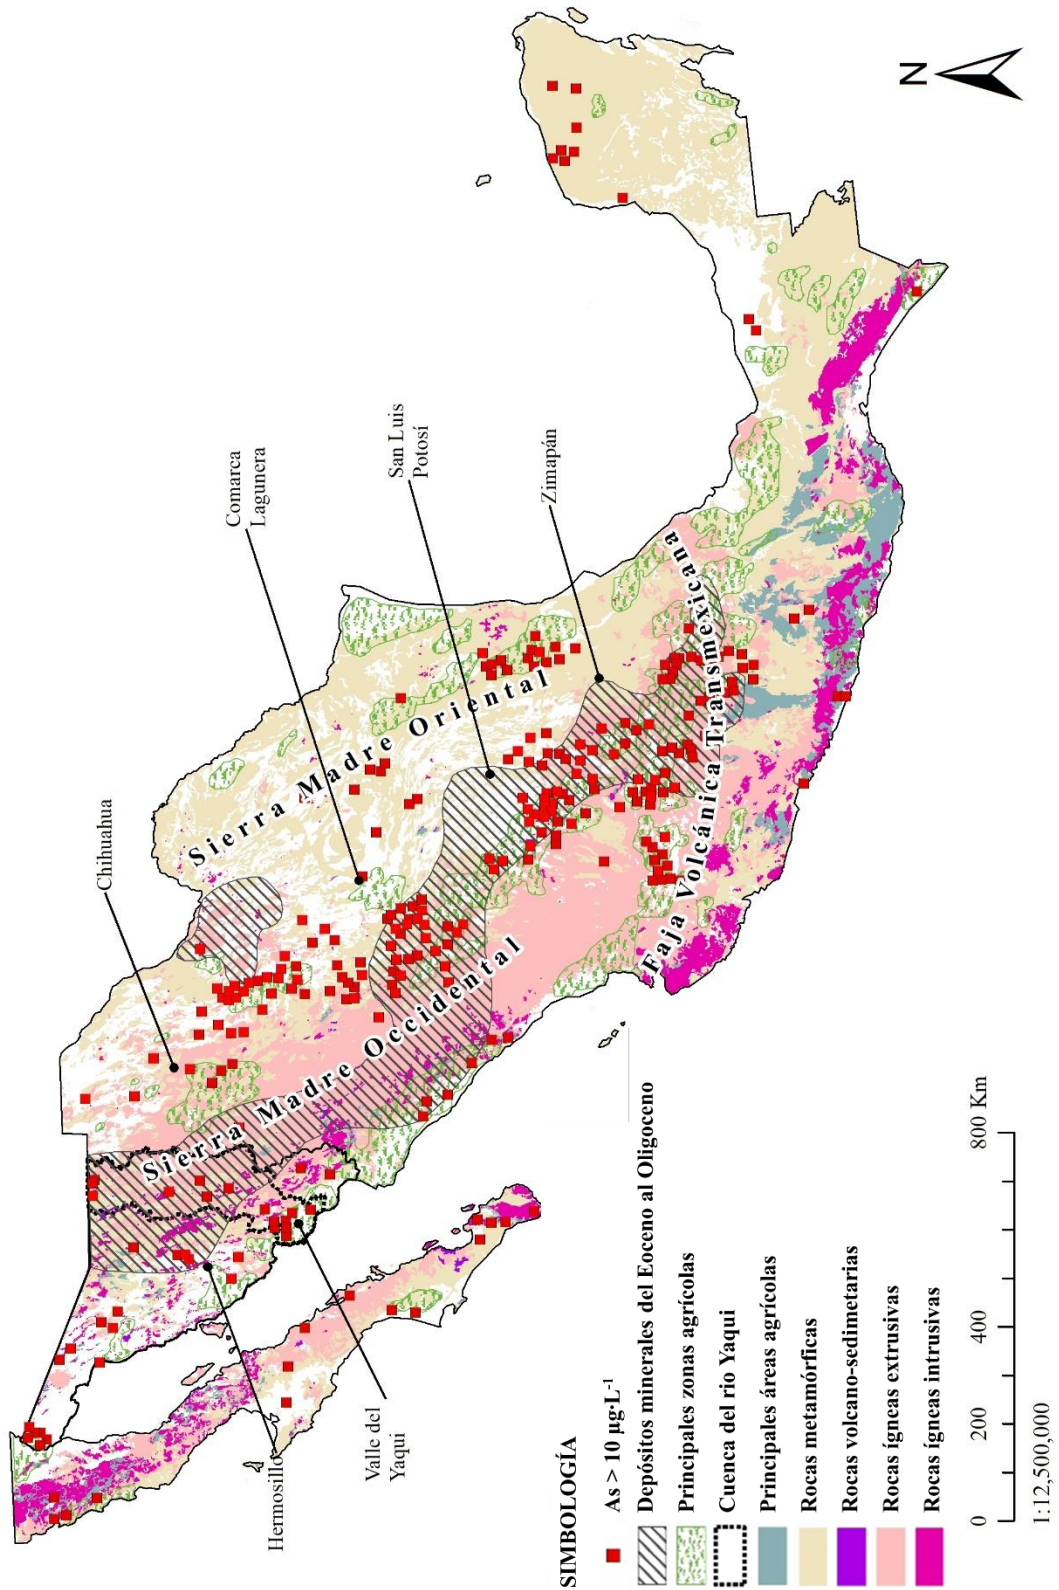 N
Chihuahua
Comarca
Lagunera
San Luis
Potosí
Zimapán
Sierra Madre Oriental
Sierra Madre Occidental
Faja Volcánica Transmexicana
Hermosillo
Valle del
Yaqui
SIMBOLOGÍA
As > 10 µg·L⁻¹
Depósitos minerales del Eoceno al Oligoceno
Principales zonas agrícolas
Cuenca del rio Yaqui
Principales áreas agrícolas
Rocas metamórficas
Rocas volcano-sedimetarias
Rocas ígneas extrusivas
Rocas ígneas intrusivas
0 200 400 800 Km
1:12,500,000